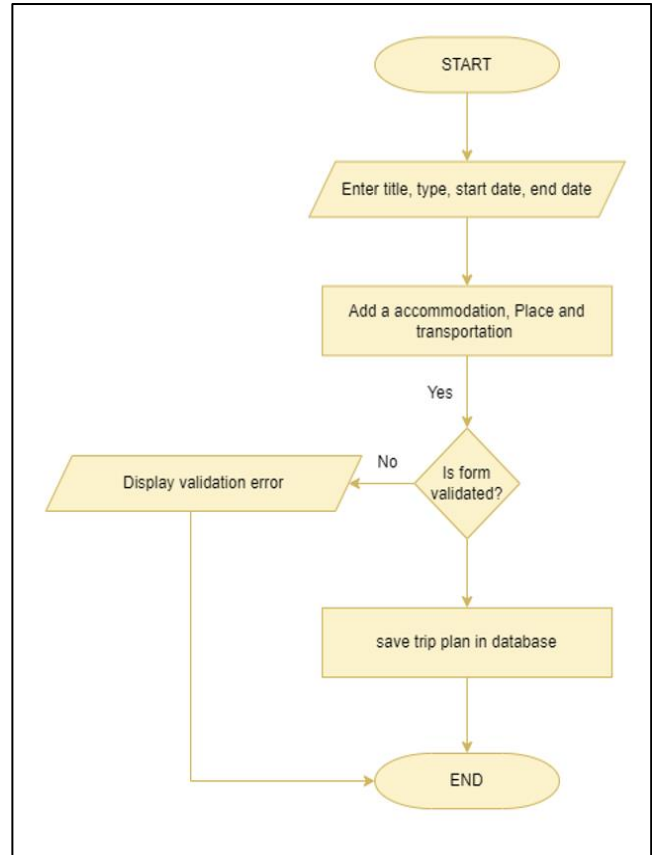 START
Enter title, type, start date, end date
Add a accommodation, Place and
transportation
Yes
No
Is form
validated?
Display validation error
save trip plan in database
END